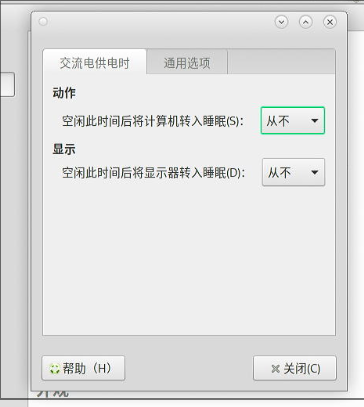 交流电供电时
通用选项
动作
空闲此时间后将计算机转入睡眠(S)：
从不
显示
空闲此时间后将显示器转入睡眠(D)：
从不
帮助（H）
关闭(C)